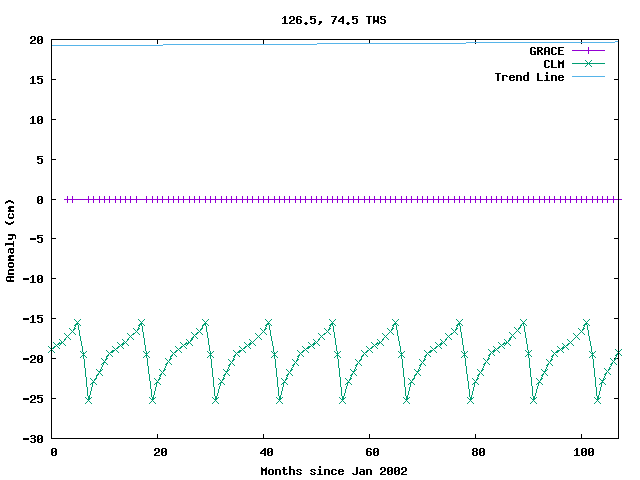 126.5, 74.5 TWS
20
15
10
5
0
-5
-10
-15
-20
-25
-30
Anomaly (cm)
GRACE
CLM
Trend Line
0 20 40 60 80 100
Months since Jan 2002